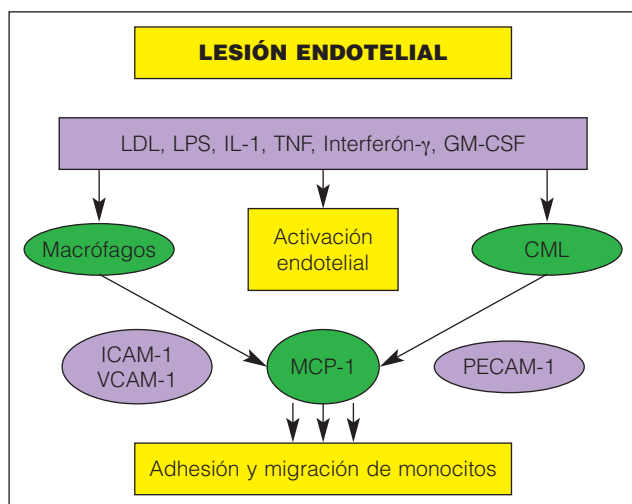 LESIÓN ENDOTELIAL
LDL, LPS, IL-1, TNF, Interferón-γ, GM-CSF
Macrófagos
Activación
endotelial
CML
ICAM-1
VCAM-1
MCP-1
PECAM-1
Adhesión y migración de monocitos